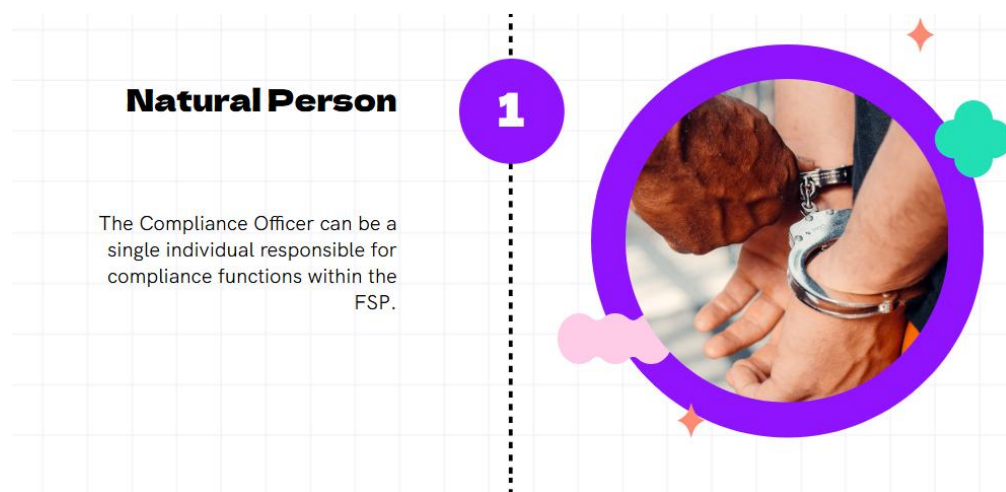 Natural Person
1
The Compliance Officer can be a
single individual responsible for
compliance functions within the
FSP.